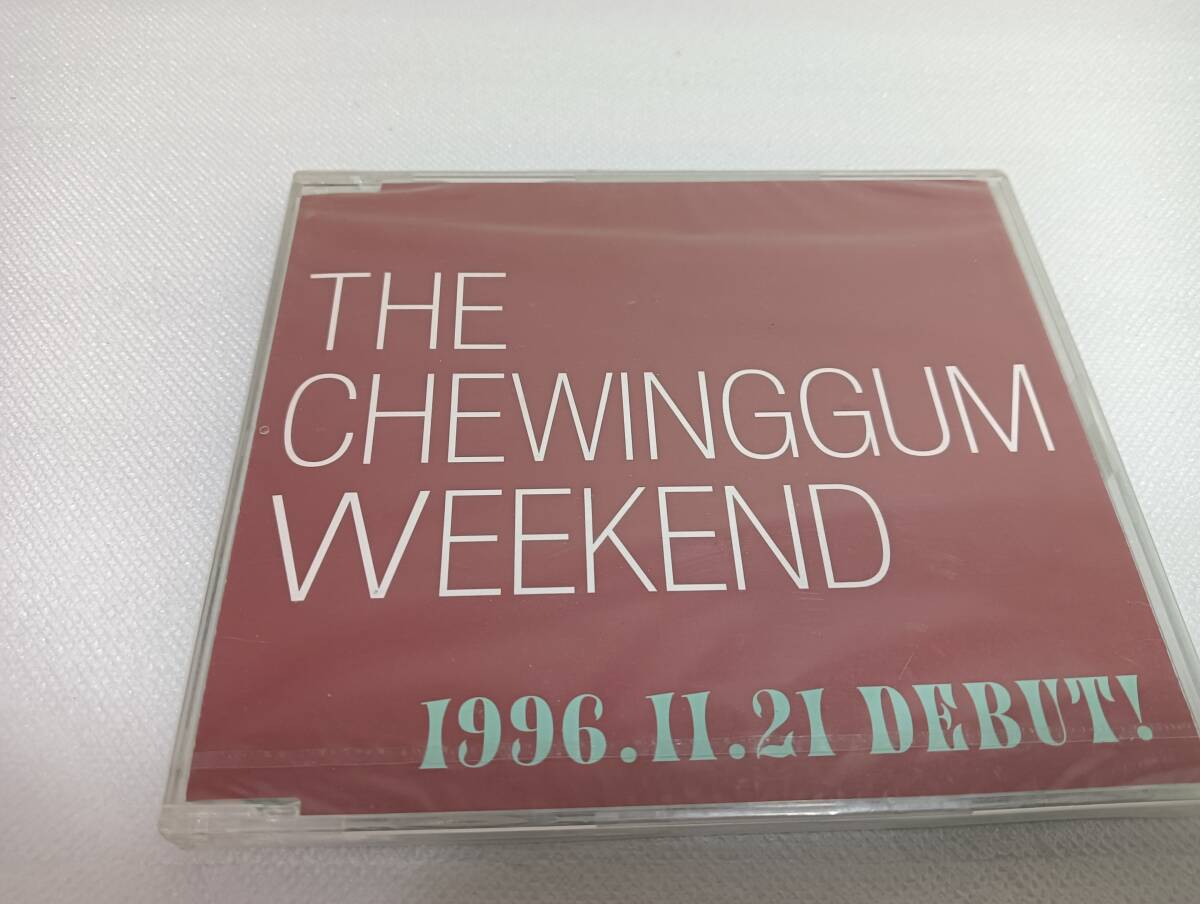 THE
CHEWINGGUM
WEEKEND
1996.11.21 DEBUT!